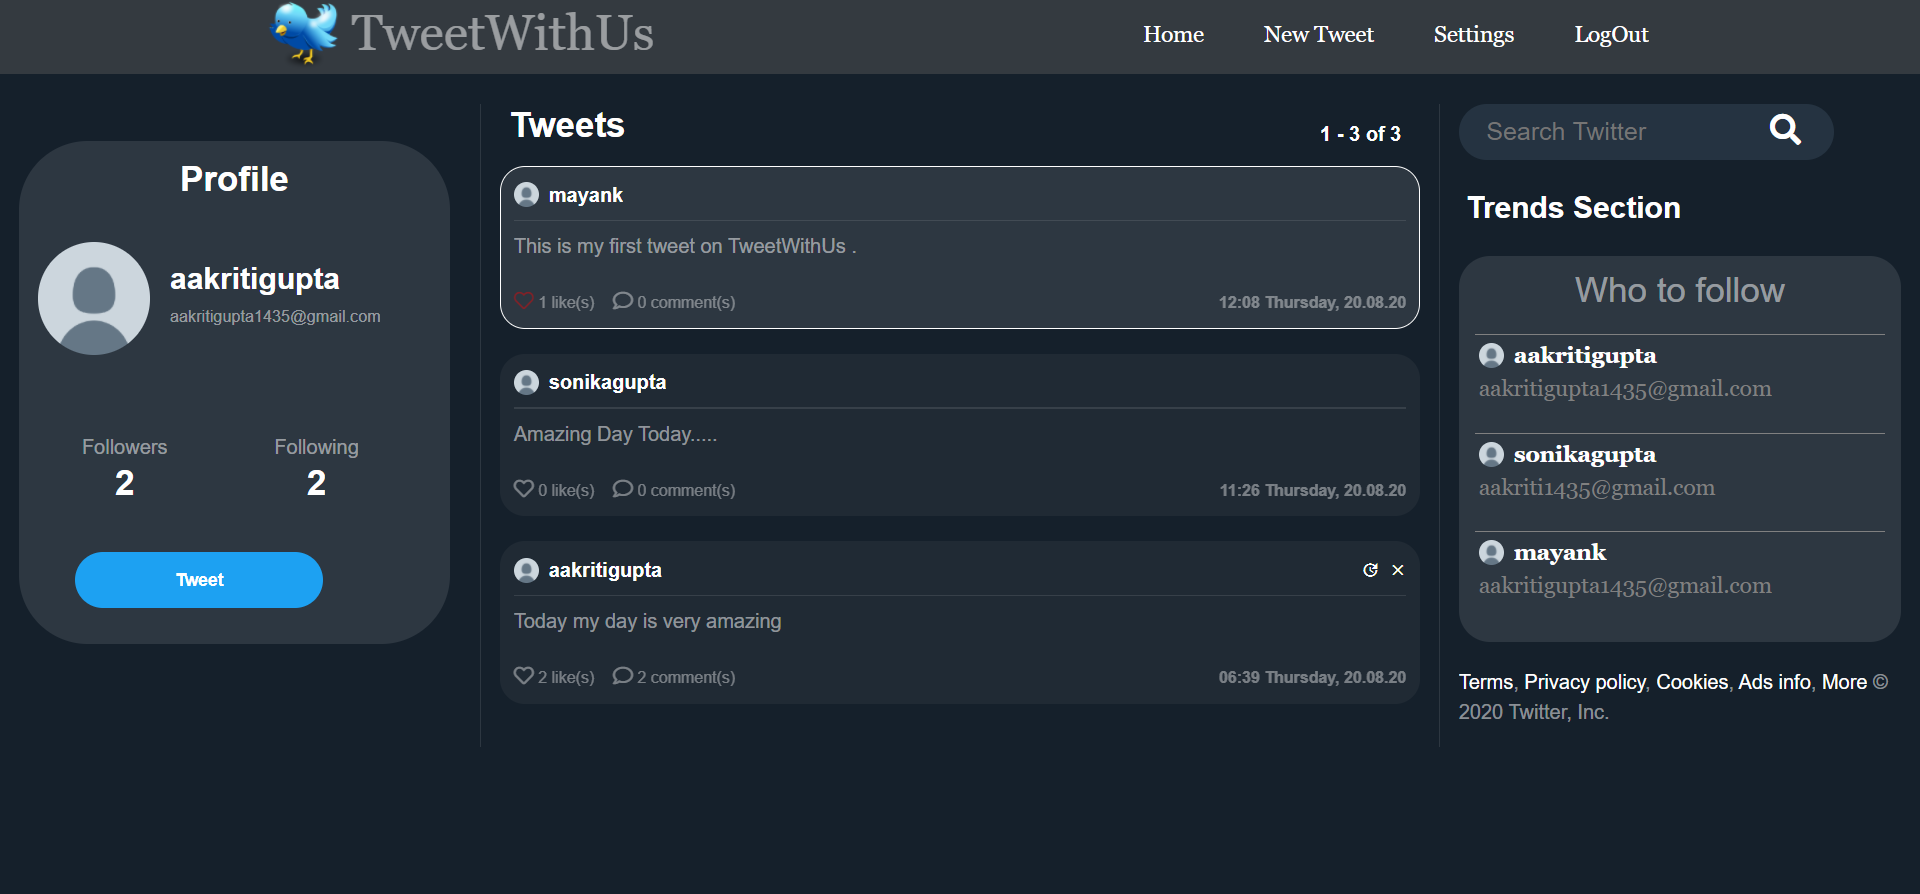 TweetWithUs
Home New Tweet Settings LogOut
Profile
aakritigupta
aakritigupta1435@gmail.com
Followers Following
2 2
Tweet
Tweets
1 - 3 of 3
mayank
This is my first tweet on TweetWithUs .
1 like(s) 0 comment(s) 12:08 Thursday, 20.08.20
sonikagupta
Amazing Day Today.....
0 like(s) 0 comment(s) 11:26 Thursday, 20.08.20
aakritigupta
Today my day is very amazing
2 like(s) 2 comment(s) 06:39 Thursday, 20.08.20
Search Twitter
Trends Section
Who to follow
aakritigupta
aakritigupta1435@gmail.com
sonikagupta
aakriti1435@gmail.com
mayank
aakritigupta1435@gmail.com
Terms, Privacy policy, Cookies, Ads info, More ©
2020 Twitter, Inc.